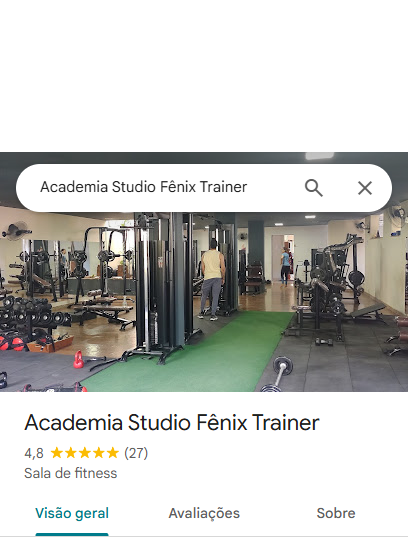 Academia Studio Fênix Trainer
Academia Studio Fênix Trainer
4,8 (27)
Sala de fitness
Visão geral Avaliações Sobre